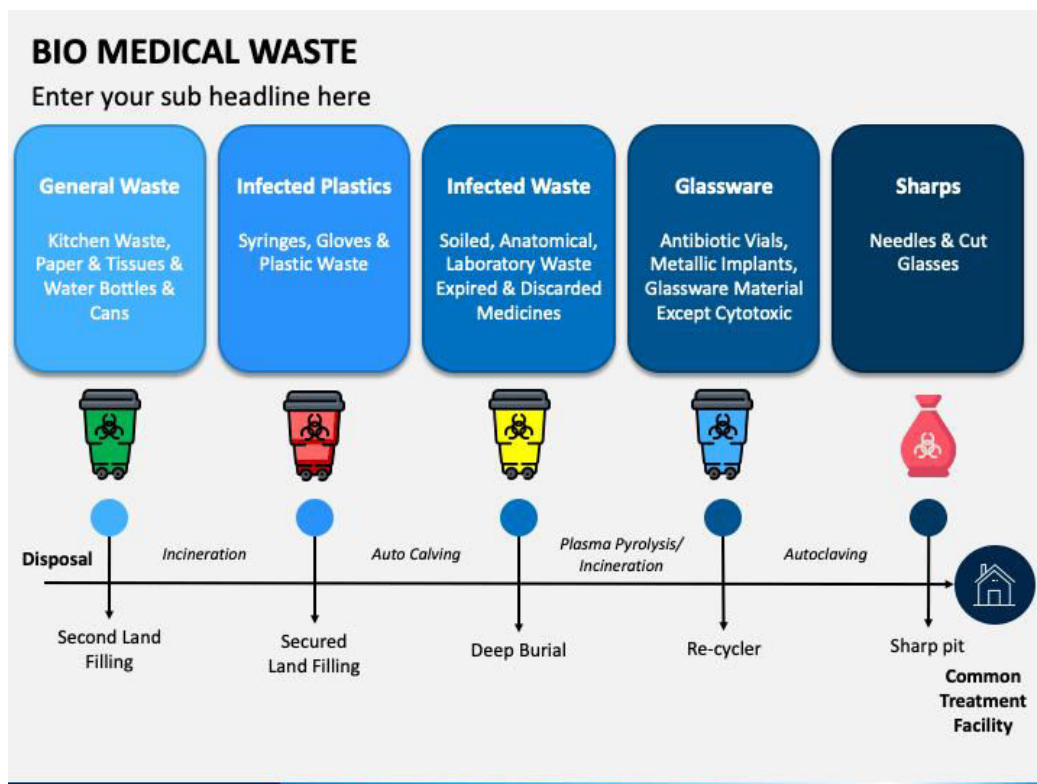 BIO MEDICAL WASTE
Enter your sub headline here
General Waste
Kitchen Waste,
Paper & Tissues &
Water Bottles &
Cans
Infected Plastics
Syringes, Gloves &
Plastic Waste
Infected Waste
Soiled, Anatomical,
Laboratory Waste
Expired & Discarded
Medicines
Glassware
Antibiotic Vials,
Metallic Implants,
Glassware Material
Except Cytotoxic
Sharps
Needles & Cut
Glasses
Disposal
Incineration
Auto Calving
Plasma Pyrolysis/
Incineration
Autoclaving
Second Land
Filling
Secured
Land Filling
Deep Burial
Re-cycler
Sharp pit
Common
Treatment
Facility